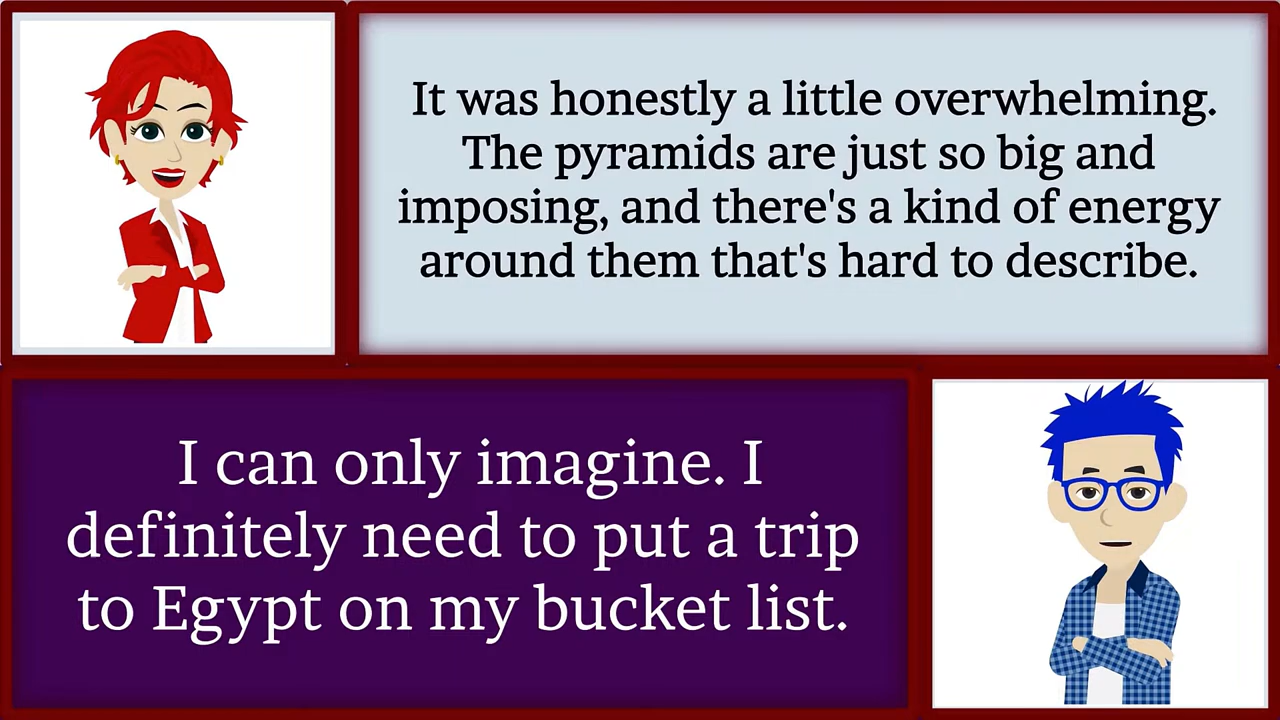 It was honestly a little overwhelming.
The pyramids are just so big and
imposing, and there's a kind of energy
around them that's hard to describe.
I can only imagine. I
definitely need to put a trip
to Egypt on my bucket list.